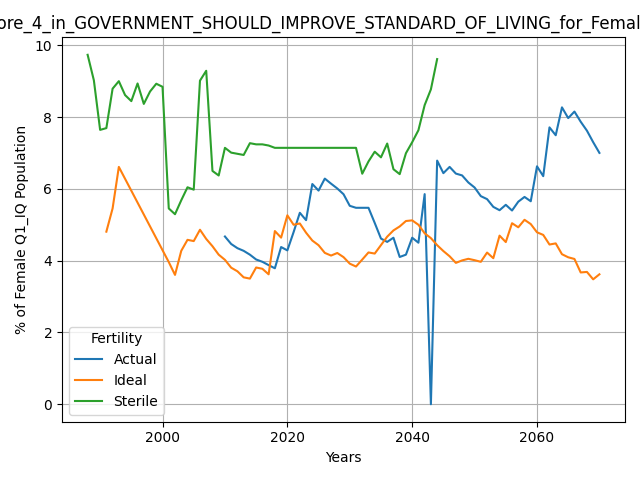 ore_4_in_GOVERNMENT_SHOULD_IMPROVE_STANDARD_OF_LIVING_for_Femal
10
8
6
4
2
0
% of Female Q1_IQ Population
Fertility
Actual
Ideal
Sterile
2000 2020 2040 2060
Years